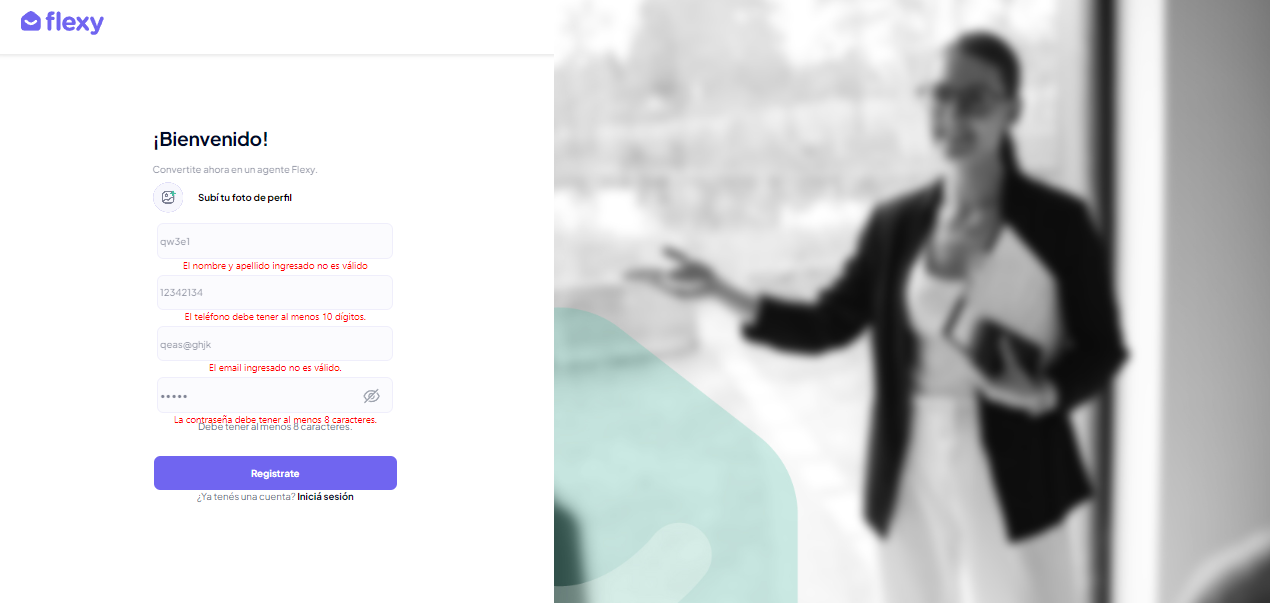 flexy
¡Bienvenido!
Convertite ahora en un agente Flexy.
Subí tu foto de perfil
qw3e1
El nombre y apellido ingresado no es válido
12342134
El teléfono debe tener al menos 10 dígitos.
qeas@ghjk
El email ingresado no es válido.
•••••
La contraseña debe tener al menos 8 caracteres.
Debe tener al menos 8 caracteres.
Registrate
¿Ya tenés una cuenta? Iniciá sesión